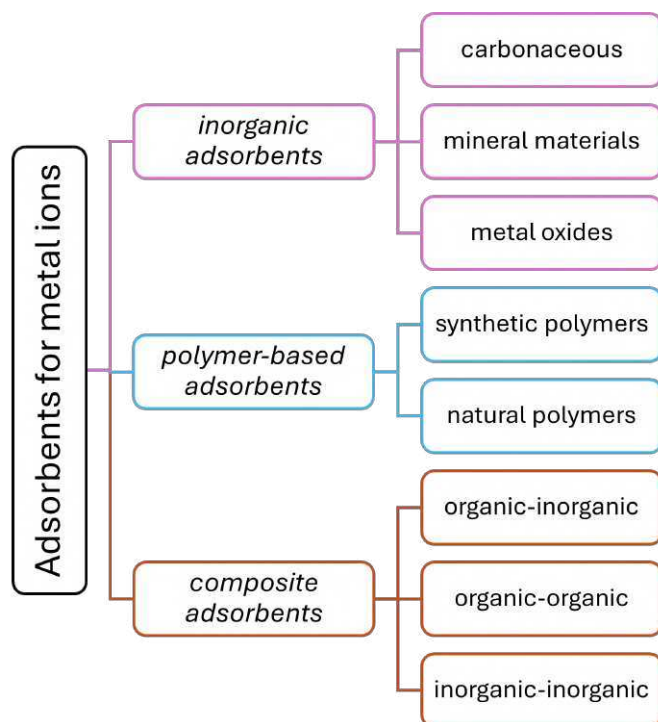 Adsorbents for metal ions
inorganic
adsorbents
carbonaceous
mineral materials
metal oxides
polymer-based
adsorbents
synthetic polymers
natural polymers
composite
adsorbents
organic-inorganic
organic-organic
inorganic-inorganic